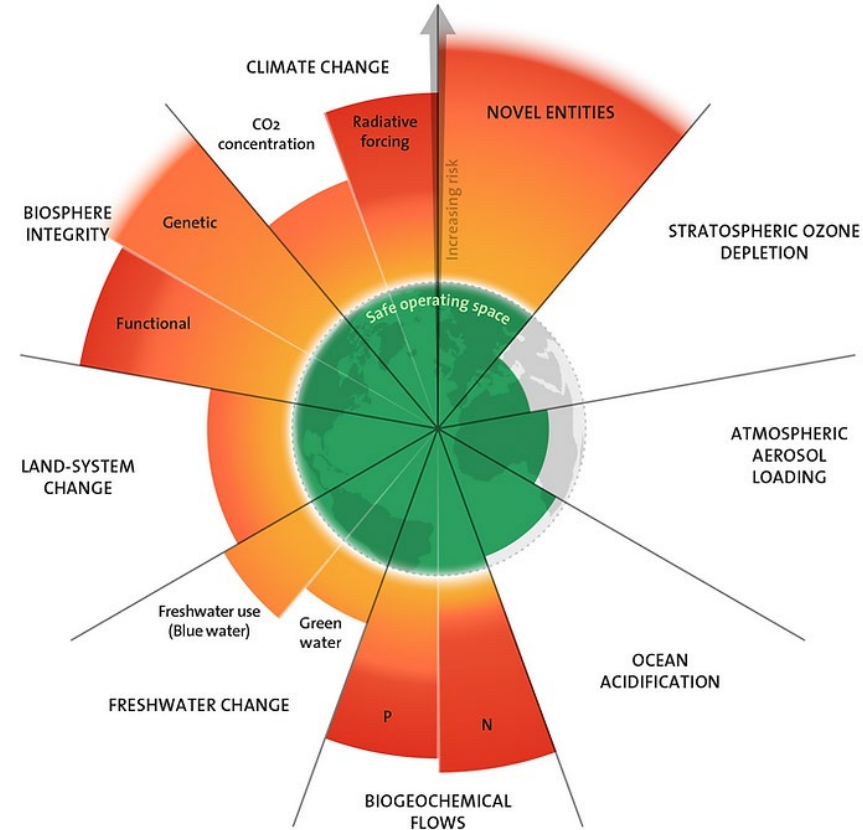 CLIMATE CHANGE
CO2
concentration
Radiative
forcing
NOVEL ENTITIES
Increasing risk
BIOSPHERE
INTEGRITY
Genetic
STRATOSPHERIC OZONE
DEPLETION
Functional
Safe operating space
LAND-SYSTEM
CHANGE
ATMOSPHERIC
AEROSOL
LOADING
Freshwater use
(Blue water)
Green
water
OCEAN
ACIDIFICATION
FRESHWATER CHANGE
P
N
BIOGEOCHEMICAL
FLOWS